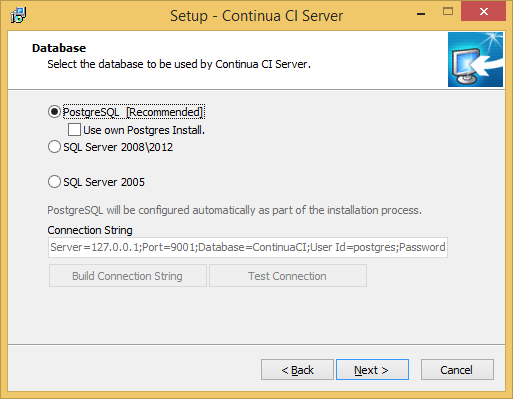 Setup - Continua CI Server
Database
Select the database to be used by Continua CI Server.
PostgreSQL [Recommended]
Use own Postgres Install.
SQL Server 2008\2012
SQL Server 2005
PostgreSQL will be configured automatically as part of the installation process.
Connection String
Server=127.0.0.1;Port=9001;Database=ContinuaCI;User Id=postgres;Password
Build Connection String
Test Connection
< Back
Next >
Cancel